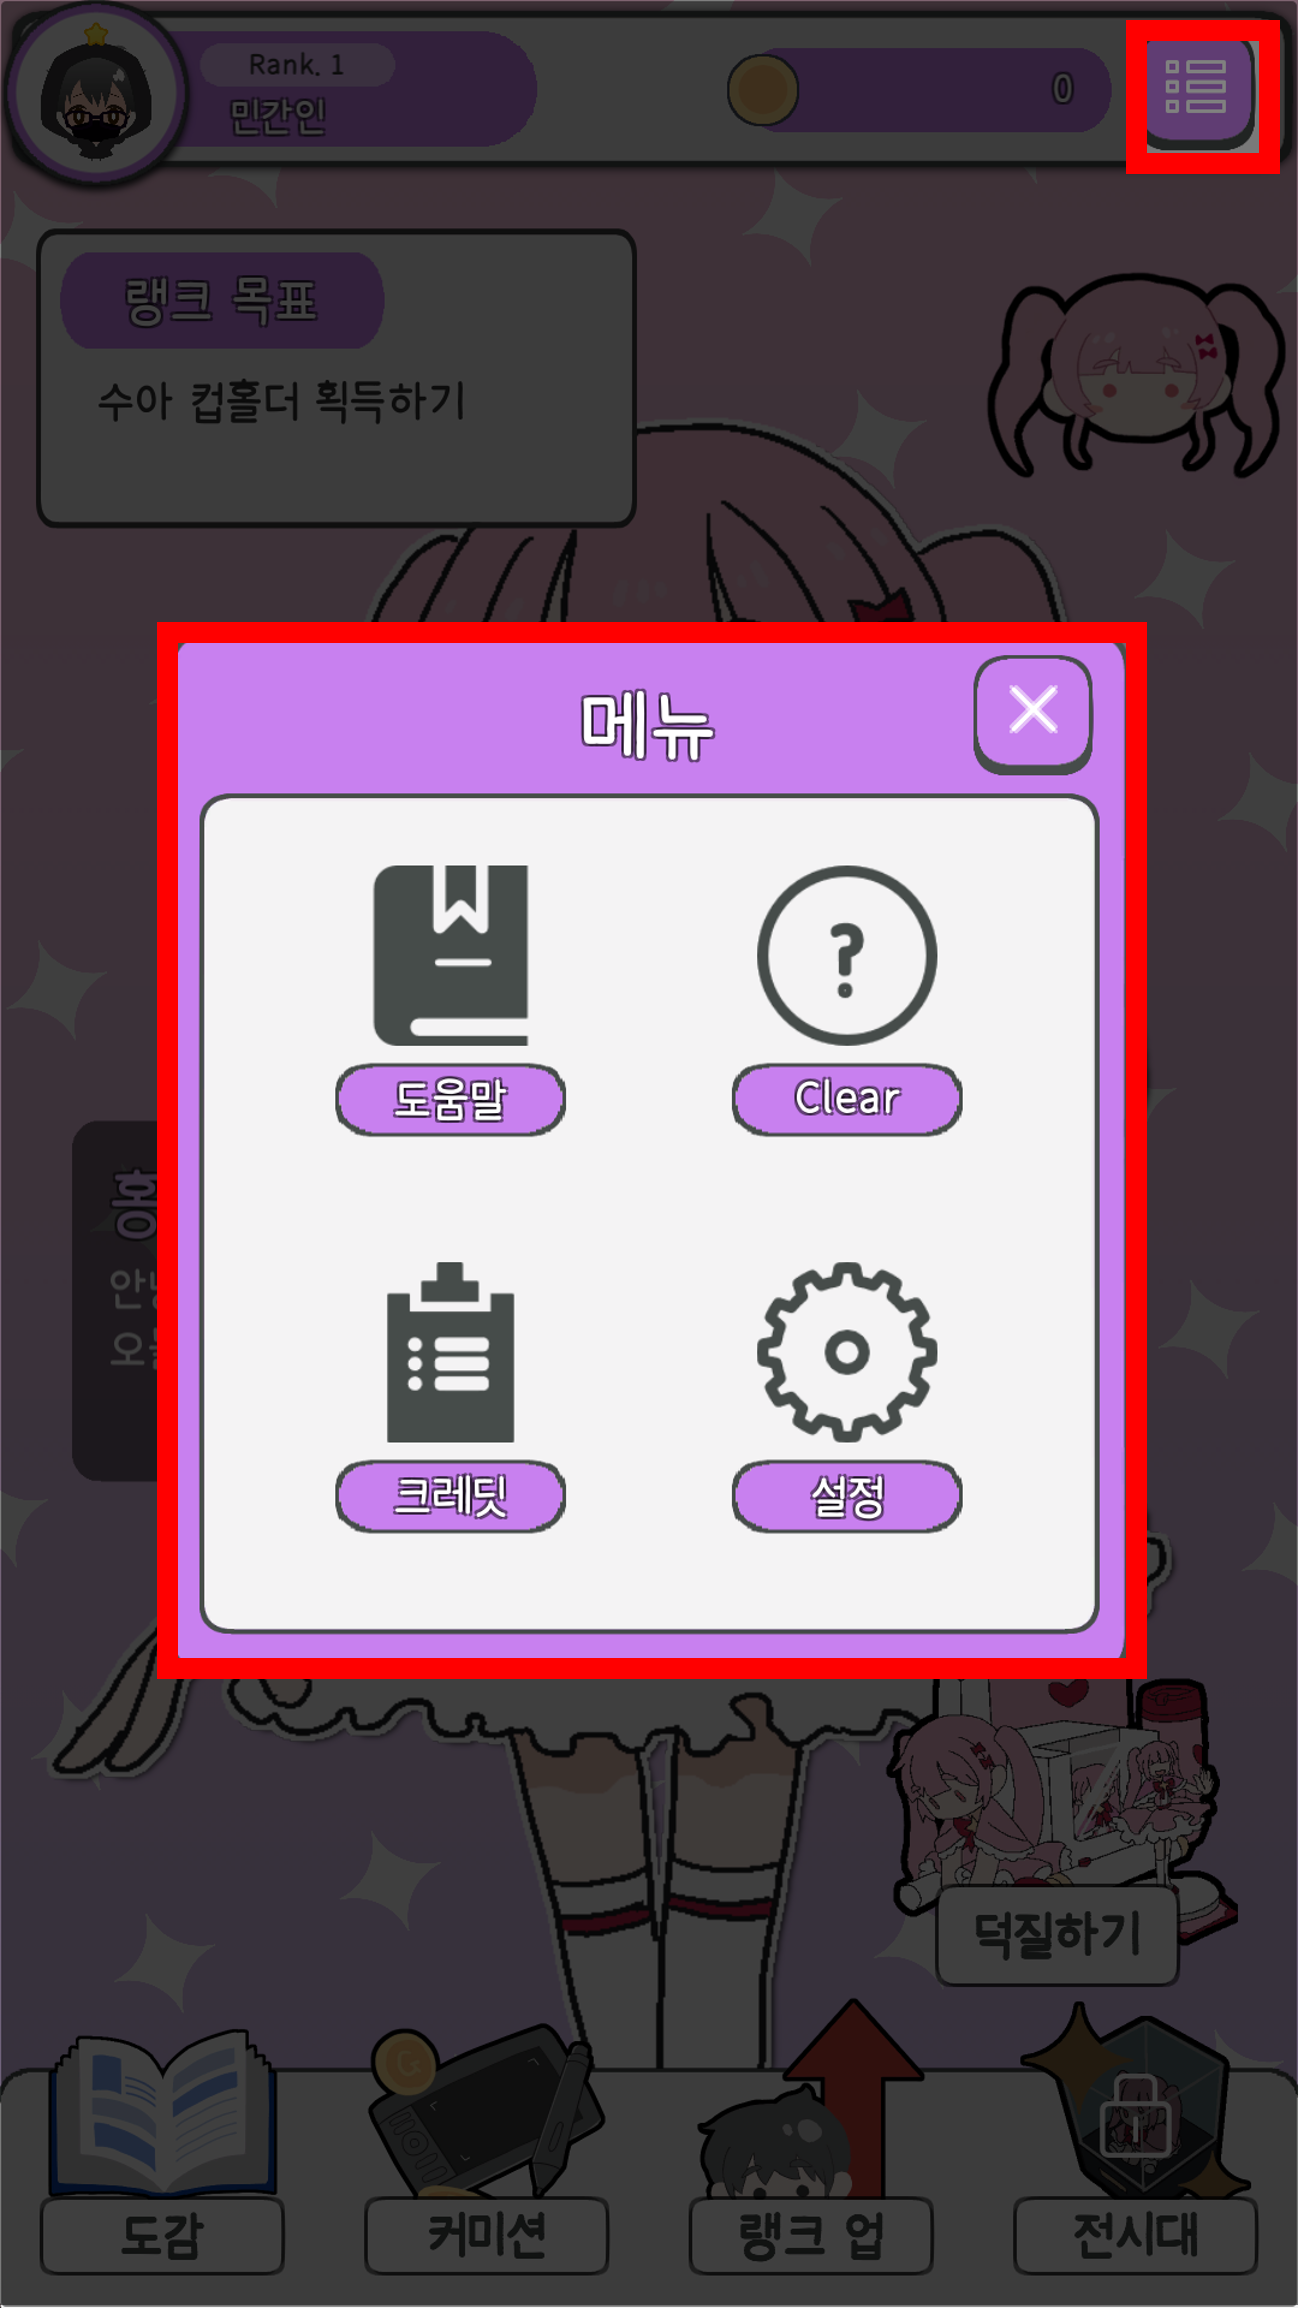 Rank. 1
민간인
0
랭크 목표
수아 컵홀더 획득하기
메뉴
도움말
Clear
크레딧
설정
덕질하기
도감
커미션
랭크 업
전시대